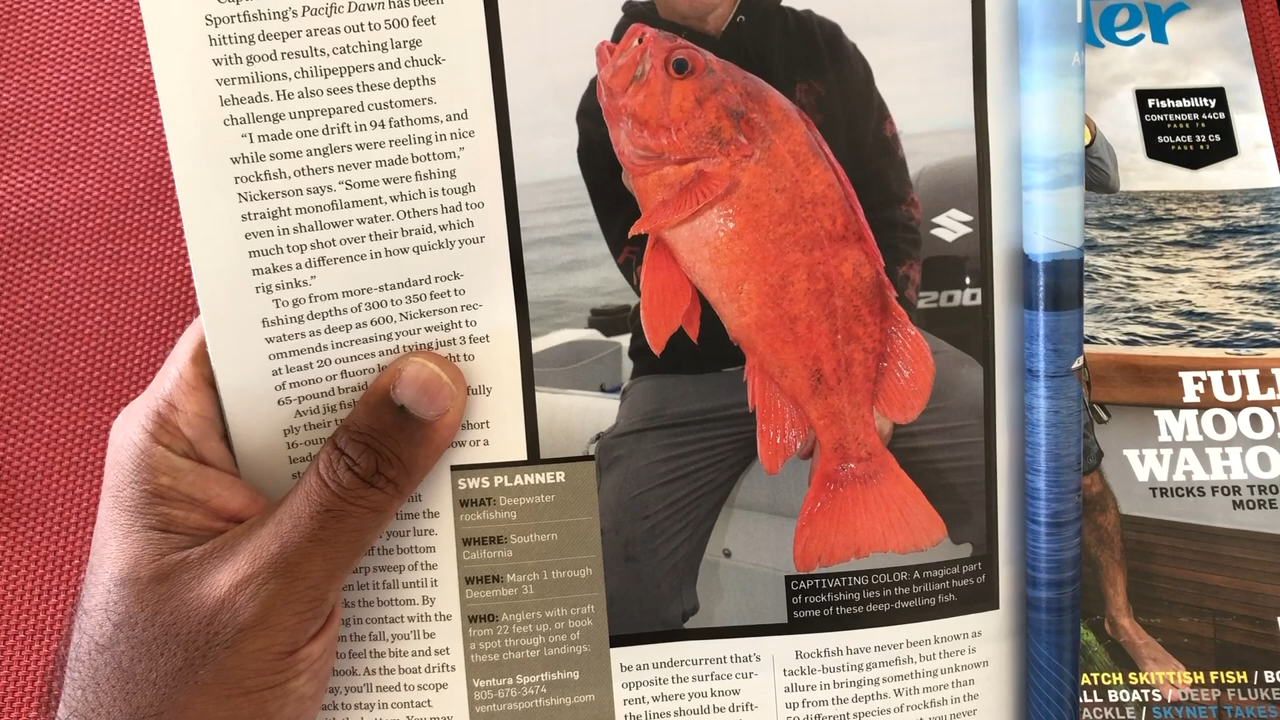 Sportfishing's Pacific Dawn has been
hitting deeper areas out to 500 feet
with good results, catching large
vermilions, chilipeppers and chuck-
leheads. He also sees these depths
challenge unprepared customers.
"I made one drift in 94 fathoms, and
while some anglers were reeling in nice
rockfish, others never made bottom,"
Nickerson says. "Some were fishing
straight monofilament, which is tough
even in shallower water. Others had too
much top shot over their braid, which
makes a difference in how quickly your
rig sinks."
To go from more-standard rock-
fishing depths of 300 to 350 feet to
waters as deep as 600, Nickerson rec-
ommends increasing your weight to
at least 20 ounces and tying just 3 feet
of mono or fluoro
to
65-pound braid
fully
Avid jig
ply their
short
or a
time the
your lure.
of the bottom
sweep of the
let it fall until it
the bottom. By
in contact with the
on the fall, you'll be
to feel the bite and set
hook. As the boat drifts
you'll need to scope
back to stay in contact
SWS PLANNER
WHAT: Deepwater
rockfishing
WHERE: Southern
California
WHEN: March 1 through
December 31
WHO: Anglers with craft
from 22 feet up, or book
a spot through one of
these charter landings:
Ventura Sportfishing
805-676-3474
venturasportfishing.com
200
CAPTIVATING COLOR: A magical part
of rockfishing lies in the brilliant hues of
some of these deep-dwelling fish.
be an undercurrent that's
opposite the surface cur-
rent, where you know
the lines should be drift-
Rockfish have never been known as
tackle-busting gamefish, but there is
allure in bringing something unknown
up from the depths. With more than
50 different species of rockfish in the
you never
ter
Fishability
CONTENDER 44CB
PAGE 76
SOLACE 32 CS
PAGE 82
FULL
MOON
WAHO
TRICKS FOR TRO
MORE
ATCH SKITTISH FISH / BO
LL BOATS / DEEP FLUKE
TACKLE / SKYNET TAKES